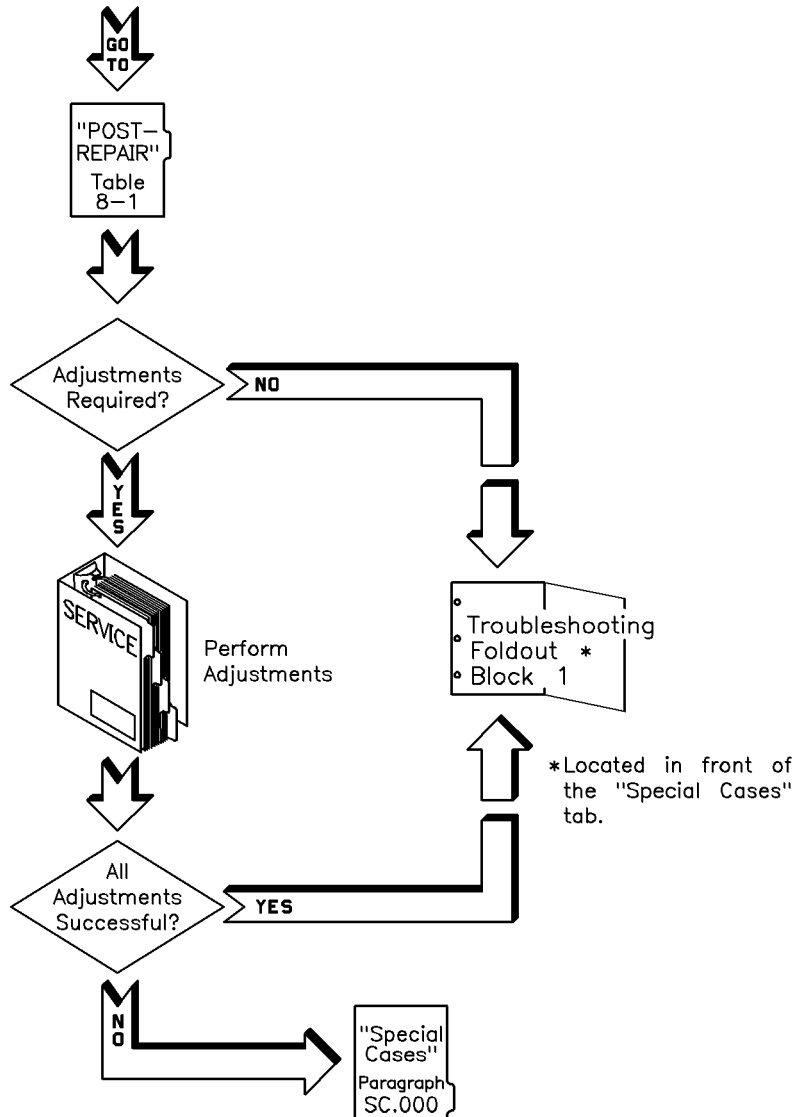 GO
TO
"POST-
REPAIR"
Table
8-1
Adjustments
Required?
NO
YES
SERVICE
Perform
Adjustments
Troubleshooting
Foldout *
Block 1
*Located in front of
the "Special Cases"
tab.
All
Adjustments
Successful?
YES
NO
"Special
Cases"
Paragraph
SC.000